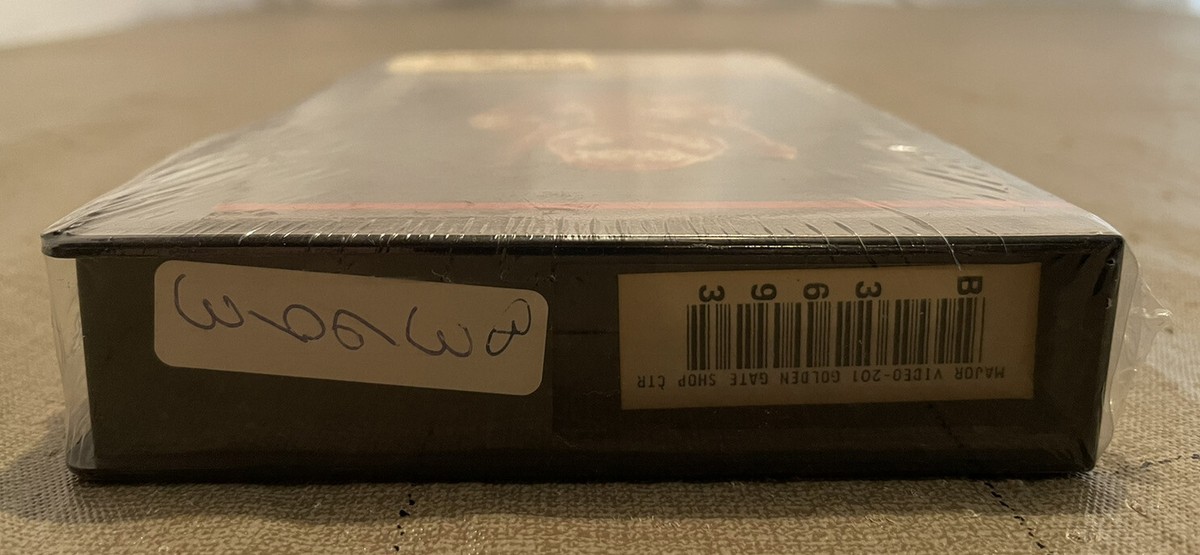 MAJOR VIDEO-201 GOLDEN GATE SHOP CTR
B 3 9 6 3
B3963